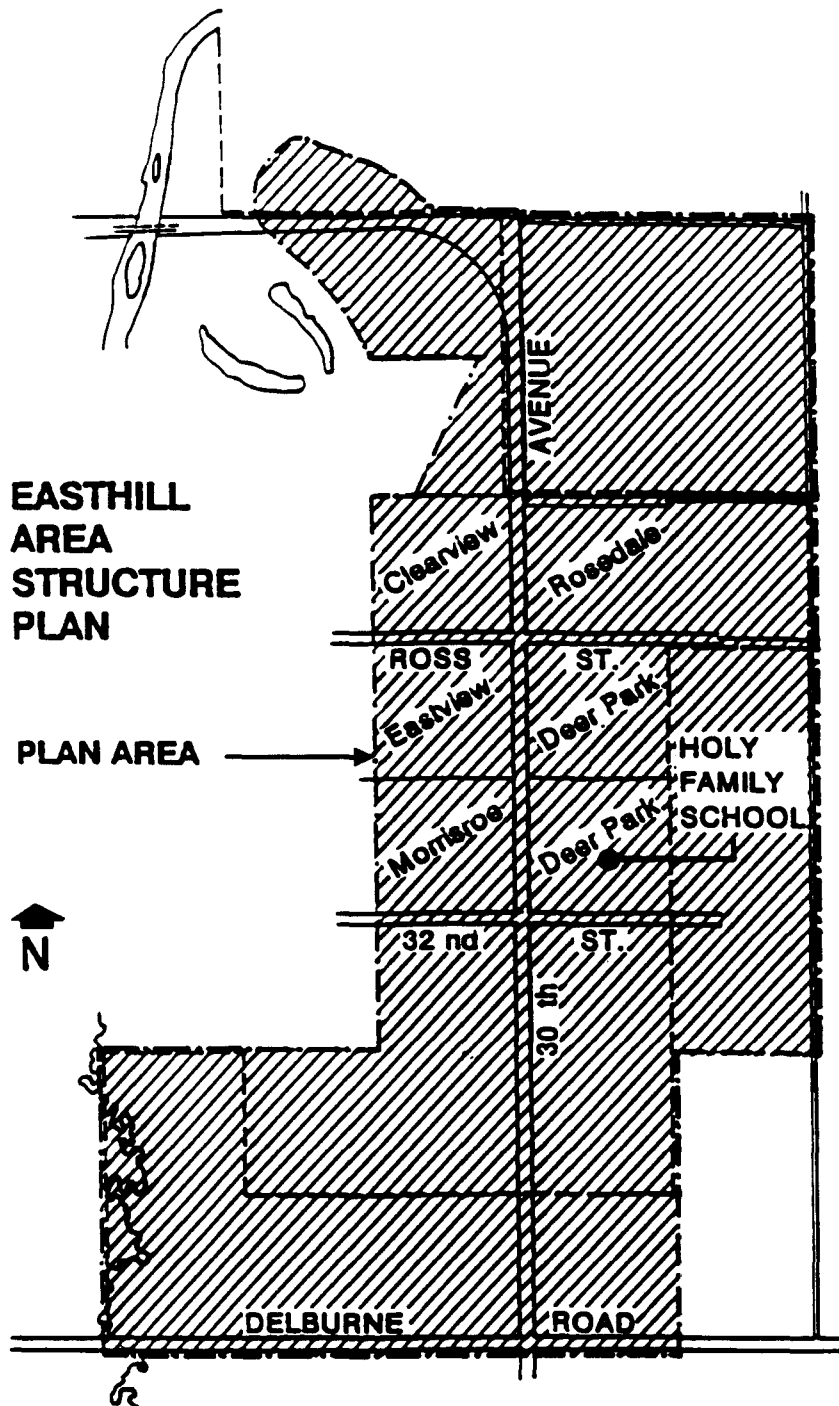 AVENUE
EASTHILL
AREA
STRUCTURE
PLAN
Clearview
Rosedale
ROSS ST.
Eastview
Deer Park
PLAN AREA
HOLY
FAMILY
SCHOOL
Morrisroe
Deer Park
32 nd ST.
N
30 th
DELBURNE ROAD